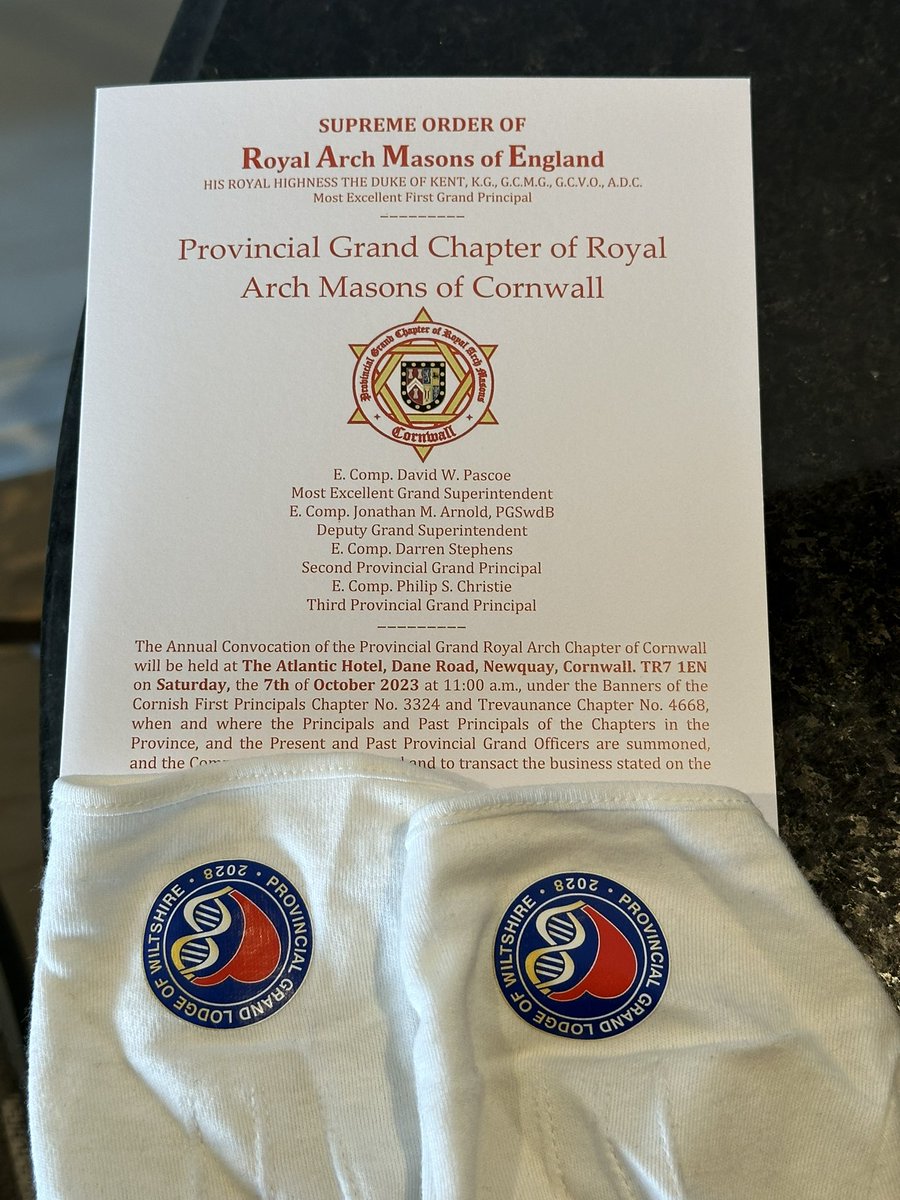 SUPREME ORDER OF
Royal Arch Masons of England
HIS ROYAL HIGHNESS THE DUKE OF KENT, K.G., G.C.M.G., G.C.V.O., A.D.C.
Most Excellent First Grand Principal
Provincial Grand Chapter of Royal
Arch Masons of Cornwall
Provincial Grand Chapter of Royal Arch Masons
Cornwall
E. Comp. David W. Pascoe
Most Excellent Grand Superintendent
E. Comp. Jonathan M. Arnold, PGSwdB
Deputy Grand Superintendent
E. Comp. Darren Stephens
Second Provincial Grand Principal
E. Comp. Philip S. Christie
Third Provincial Grand Principal
The Annual Convocation of the Provincial Grand Royal Arch Chapter of Cornwall
will be held at The Atlantic Hotel, Dane Road, Newquay, Cornwall. TR7 1EN
on Saturday, the 7th of October 2023 at 11:00 a.m., under the Banners of the
Cornish First Principals Chapter No. 3324 and Trevaunance Chapter No. 4668,
when and where the Principals and Past Principals of the Chapters in the
Province, and the Present and Past Provincial Grand Officers are summoned,
and the and to transact the business stated on the
PROVINCIAL GRAND LODGE OF WILTSHIRE · 2028 ·
PROVINCIAL GRAND LODGE OF WILTSHIRE · 2028 ·